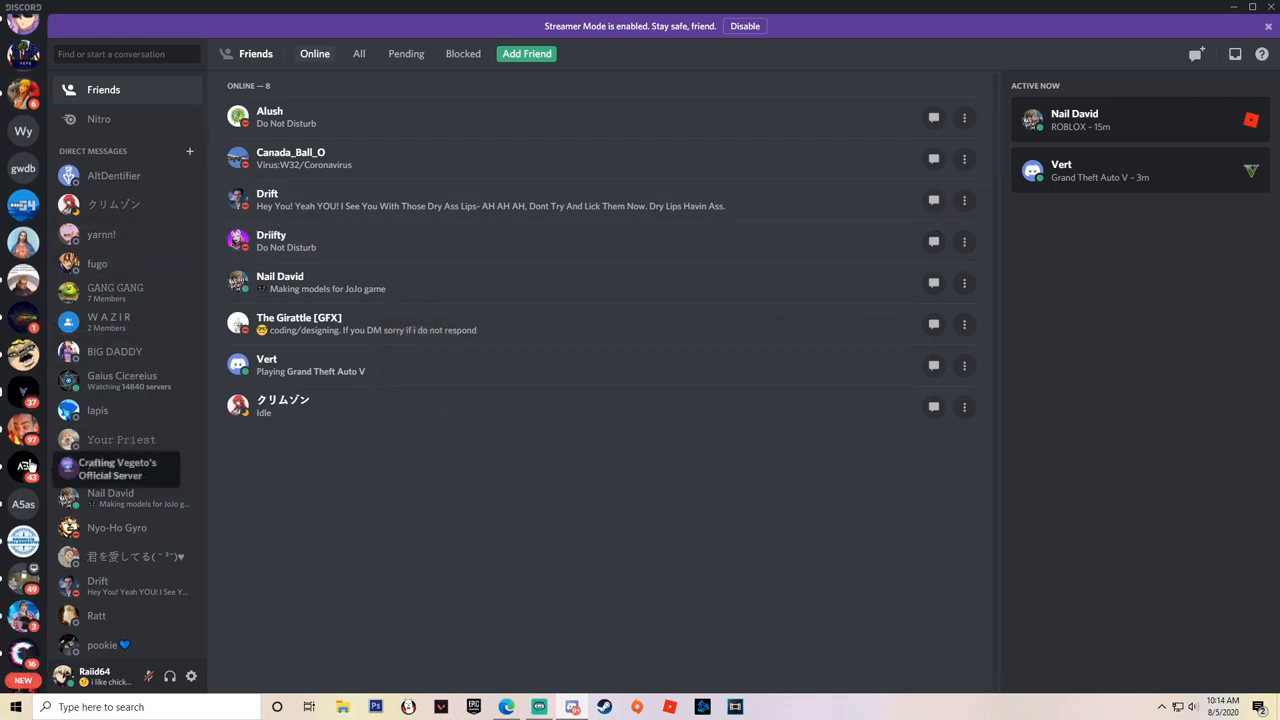 DISCORD
Streamer Mode is enabled. Stay safe, friend. Disable
Find or start a conversation
Friends Online All Pending Blocked Add Friend
Friends
Nitro
DIRECT MESSAGES
AltDentifier
クリムゾン
yarnn!
fugo
GANG GANG
7 Members
W A Z I R
2 Members
BIG DADDY
Gaius Cicereius
Watching 14840 servers
lapis
Your Priest
Crafting Vegeto's
Official Server
Nail David
Making models for JoJo g...
Nyo-Ho Gyro
君を愛してる( ˘ ³˘)♥
Drift
Hey You! Yeah YOU! I See Y...
Ratt
pookie 💙
Raiid64
i like chick...
6
Wy
gwdb
1
37
97
43
A5as
49
3
16
NEW
ONLINE — 8
Alush
Do Not Disturb
Canada_Ball_O
Virus:W32/Coronavirus
Drift
Hey You! Yeah YOU! I See You With Those Dry Ass Lips- AH AH AH, Dont Try And Lick Them Now. Dry Lips Havin Ass.
Driifty
Do Not Disturb
Nail David
Making models for JoJo game
The Girattle [GFX]
🤓 coding/designing. If you DM sorry if i do not respond
Vert
Playing Grand Theft Auto V
クリムゾン
Idle
ACTIVE NOW
Nail David
ROBLOX – 15m
Vert
Grand Theft Auto V – 3m
Type here to search
10:14 AM
8/5/2020
2